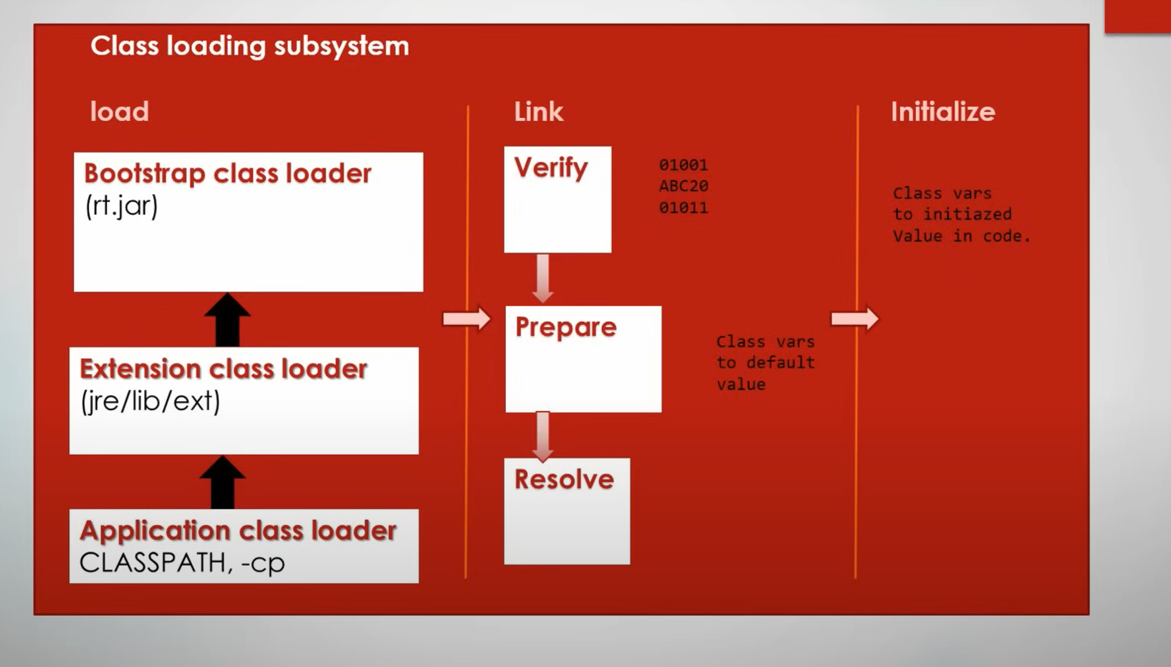 Class loading subsystem
load
Bootstrap class loader
(rt.jar)
Extension class loader
(jre/lib/ext)
Application class loader
CLASSPATH, -cp
Link
Verify
01001
ABC20
01011
Prepare
Class vars
to default
value
Resolve
Initialize
Class vars
to initiazed
Value in code.